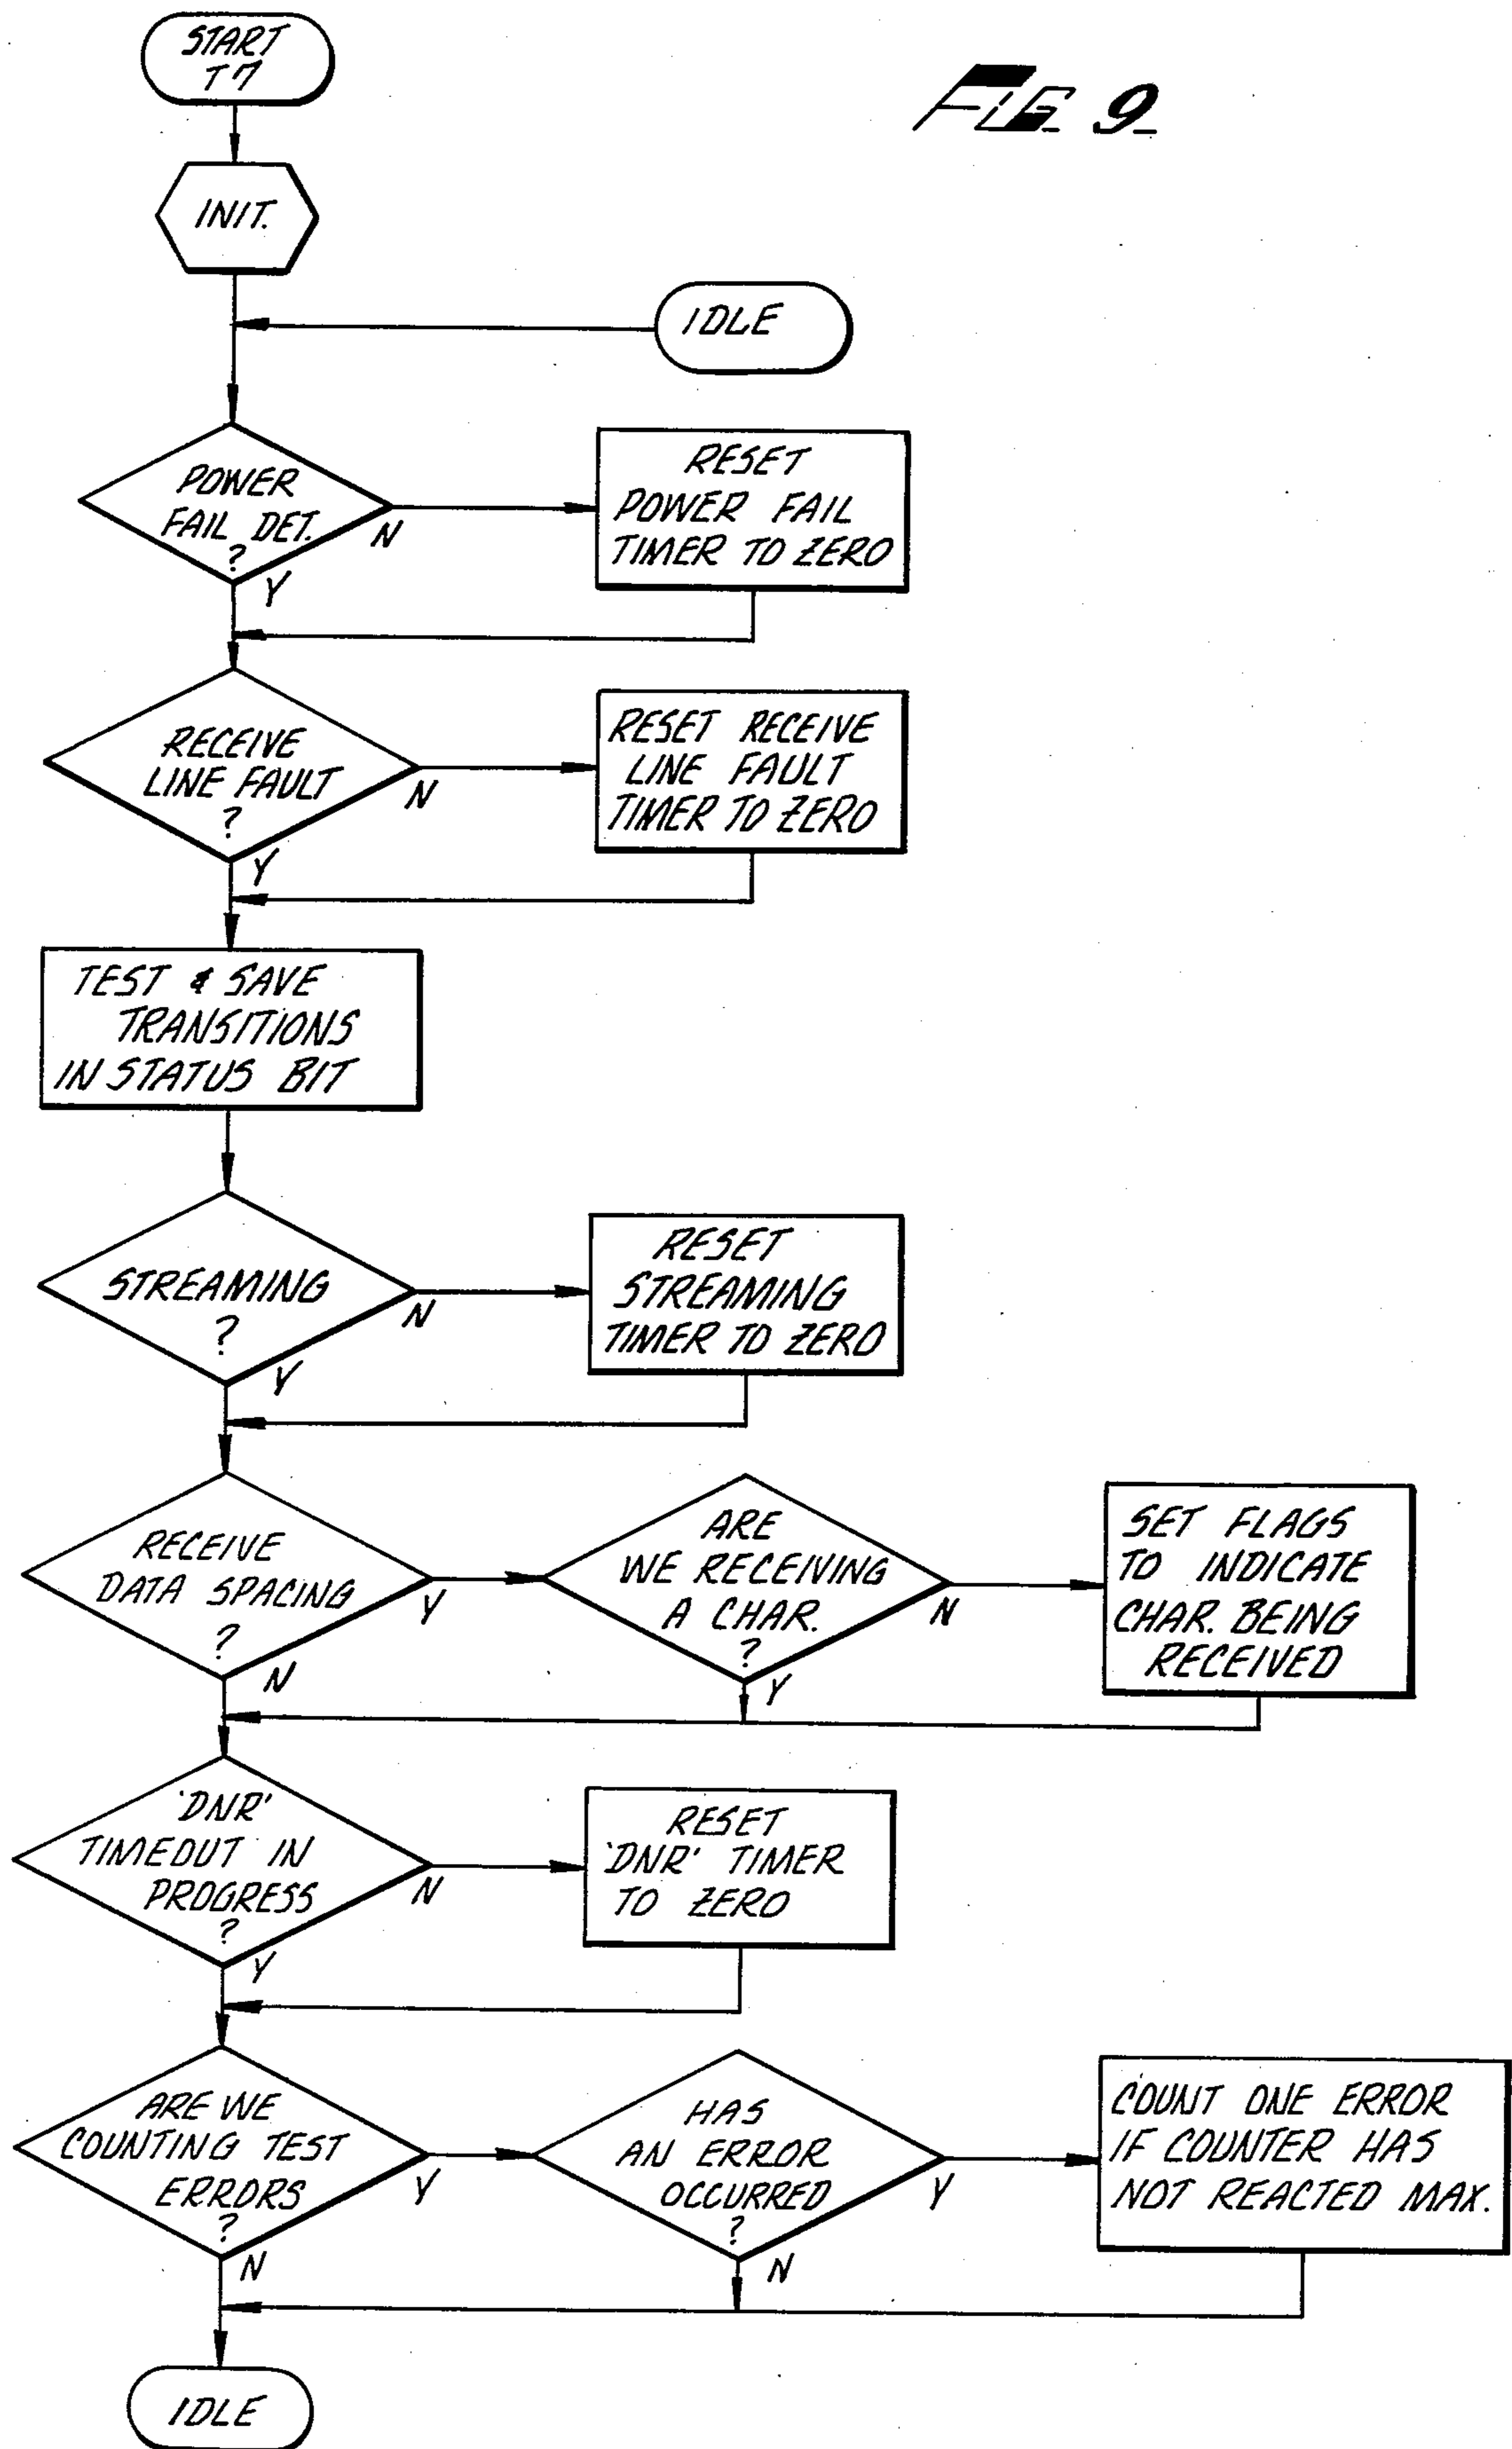 START
T7
FIG 9
INIT.
IDLE
POWER
FAIL DET.
?
N
Y
RESET
POWER FAIL
TIMER TO ZERO
RECEIVE
LINE FAULT
?
N
Y
RESET RECEIVE
LINE FAULT
TIMER TO ZERO
TEST & SAVE
TRANSITIONS
IN STATUS BIT
STREAMING
?
N
Y
RESET
STREAMING
TIMER TO ZERO
RECEIVE
DATA SPACING
?
Y
N
ARE
WE RECEIVING
A CHAR.
?
N
Y
SET FLAGS
TO INDICATE
CHAR. BEING
RECEIVED
'DNR'
TIMEOUT IN
PROGRESS
?
N
Y
RESET
'DNR' TIMER
TO ZERO
ARE WE
COUNTING TEST
ERRORS
?
Y
N
HAS
AN ERROR
OCCURRED
?
Y
N
COUNT ONE ERROR
IF COUNTER HAS
NOT REACTED MAX.
IDLE